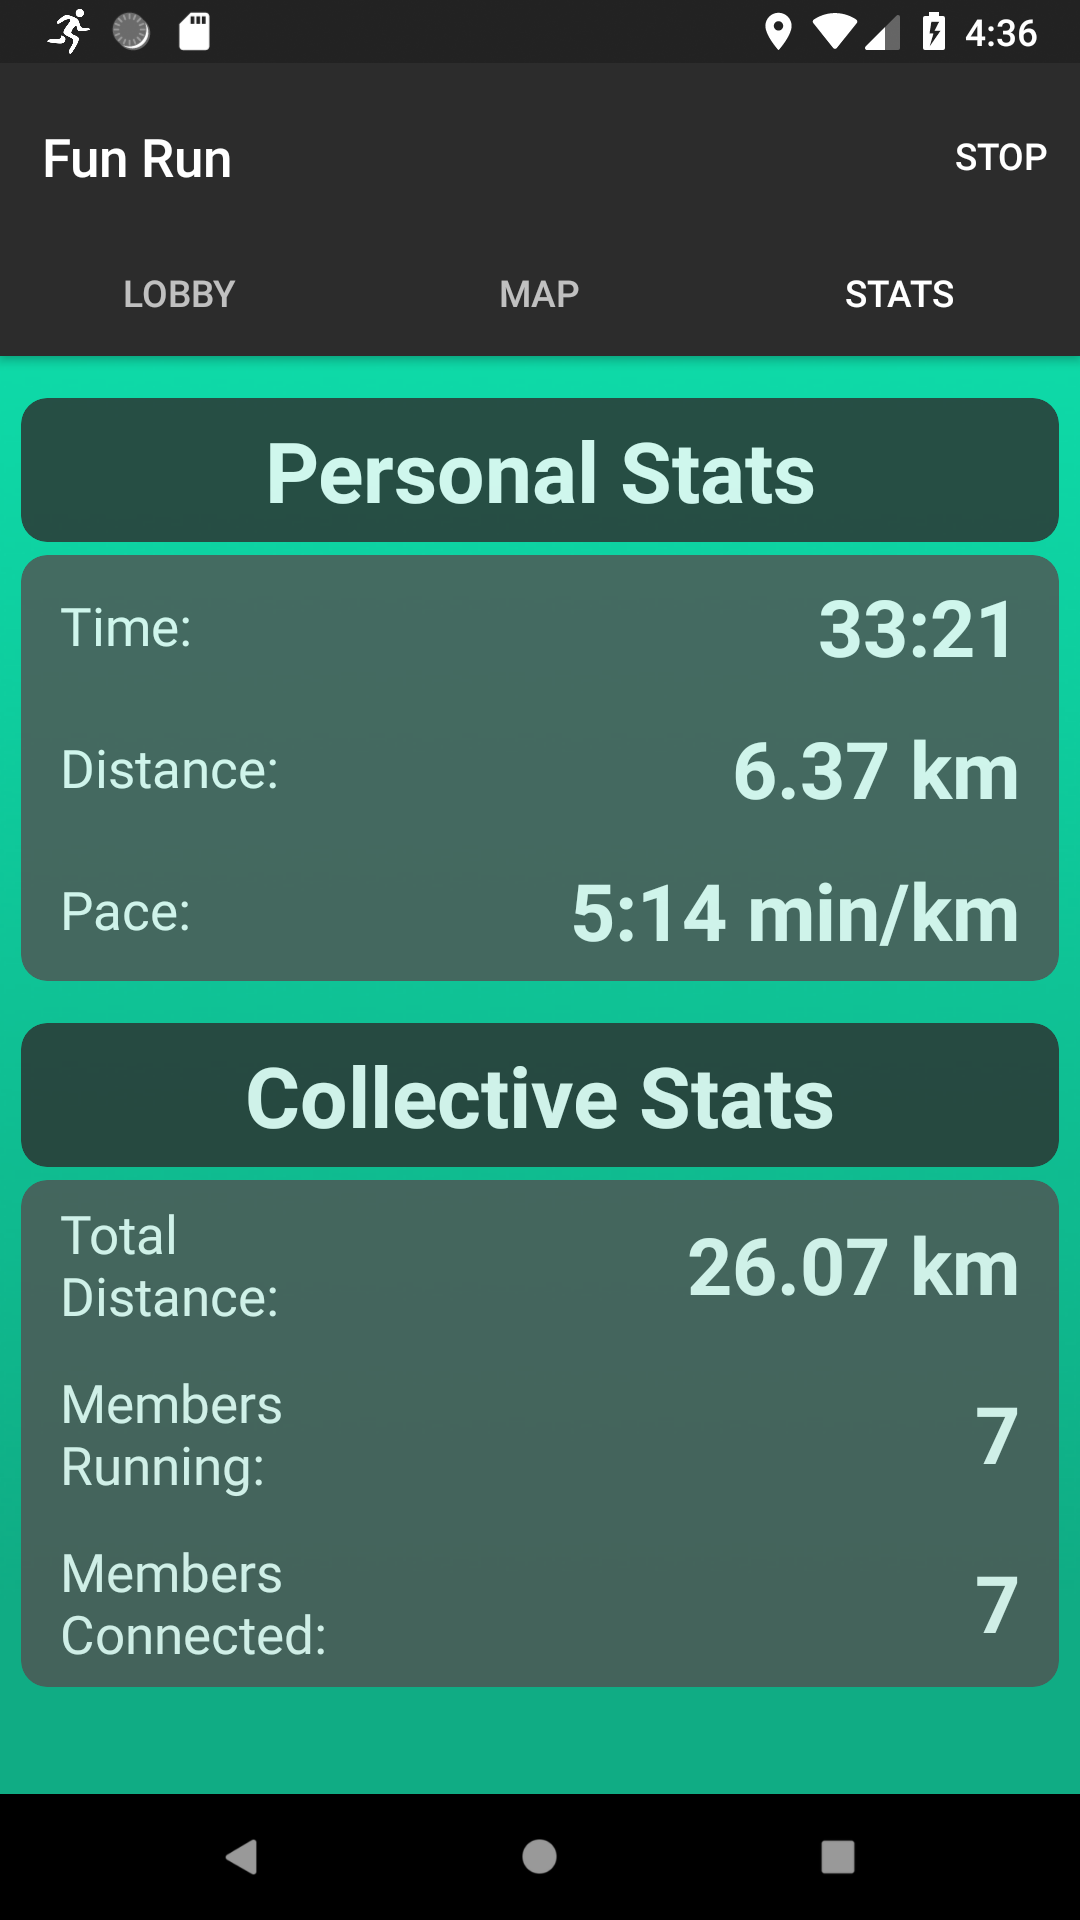 4:36
Fun Run
STOP
LOBBY
MAP
STATS
Personal Stats
Time:
33:21
Distance:
6.37 km
Pace:
5:14 min/km
Collective Stats
Total
Distance:
26.07 km
Members
Running:
7
Members
Connected:
7